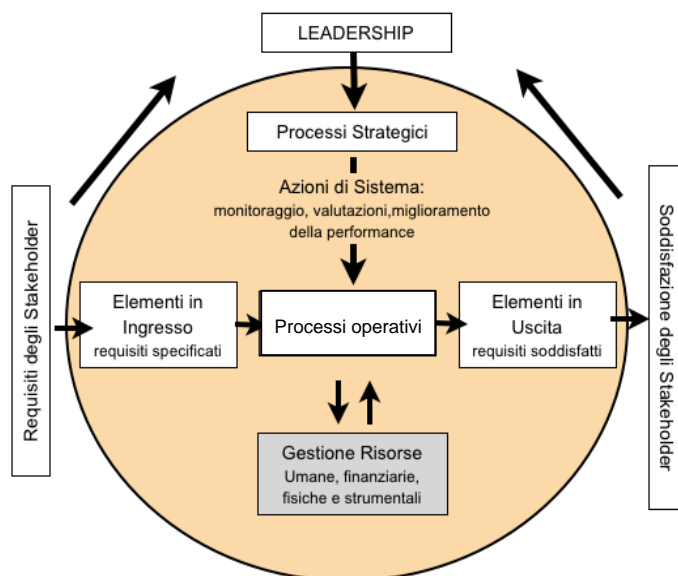 LEADERSHIP
Processi Strategici
Azioni di Sistema:
monitoraggio, valutazioni,miglioramento
della performance
Requisiti degli Stakeholder
Elementi in
Ingresso
requisiti specificati
Processi operativi
Elementi in
Uscita
requisiti soddisfatti
Soddisfazione degli Stakeholder
Gestione Risorse
Umane, finanziarie,
fisiche e strumentali